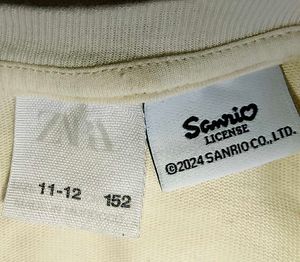 ZARA
11-12 152
Sanrio
LICENSE
©2024 SANRIO CO., LTD.